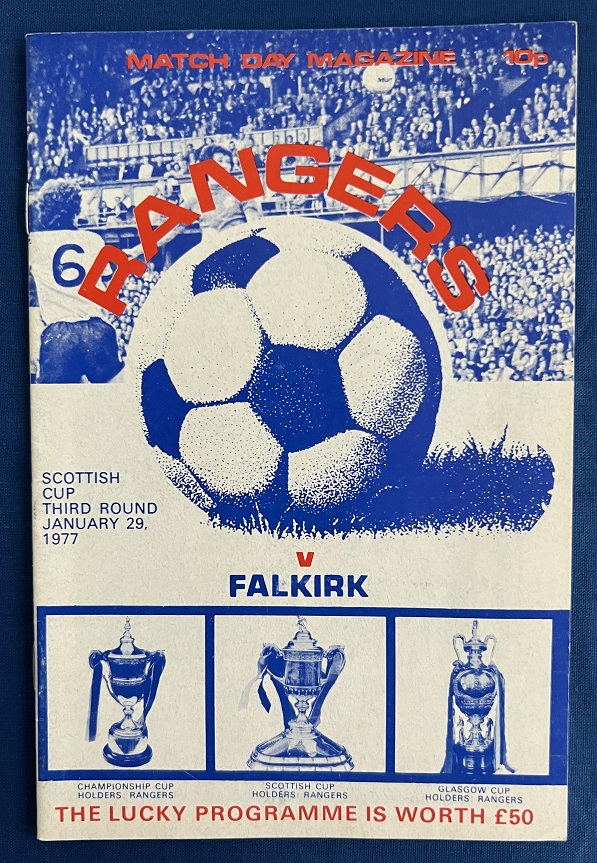 MATCH DAY MAGAZINE 10p
RANGERS
6
SCOTTISH
CUP
THIRD ROUND
JANUARY 29,
1977
v
FALKIRK
CHAMPIONSHIP CUP
HOLDERS: RANGERS
SCOTTISH CUP
HOLDERS: RANGERS
GLASGOW CUP
HOLDERS: RANGERS
THE LUCKY PROGRAMME IS WORTH £50